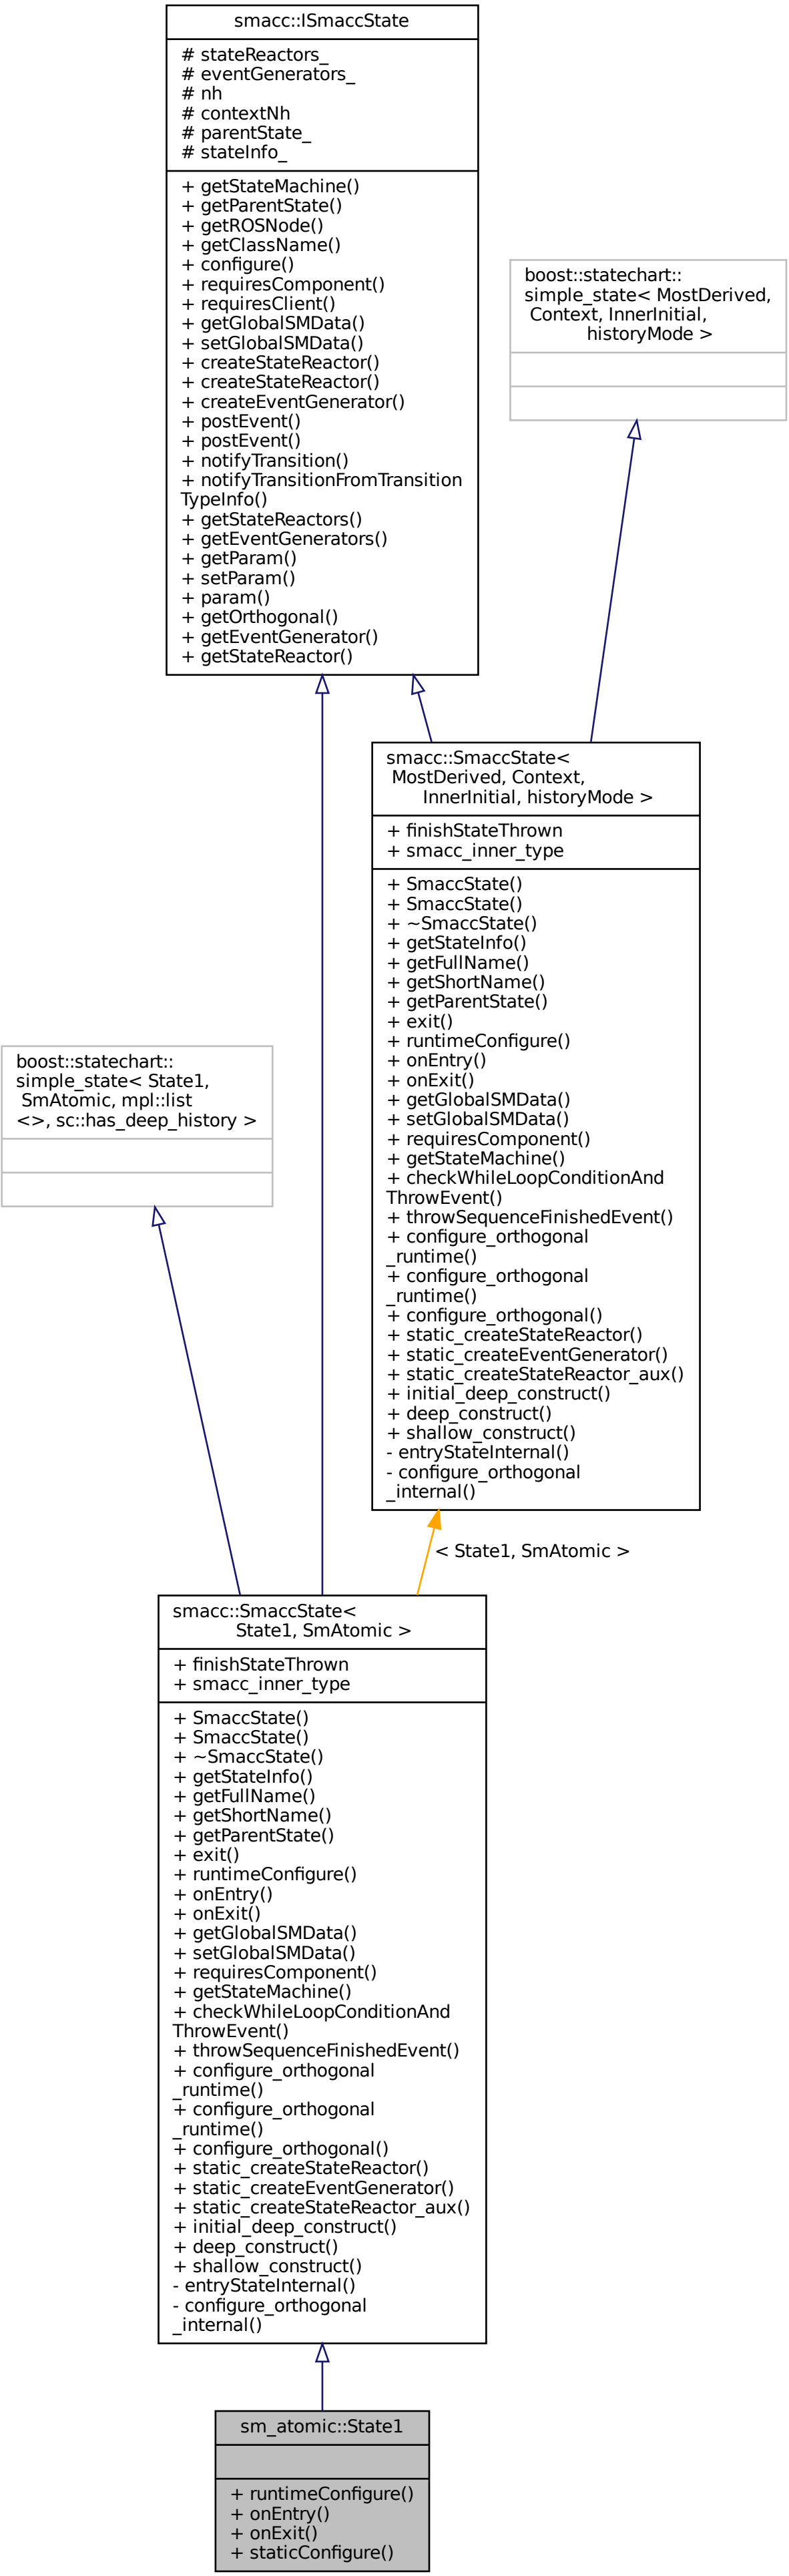 smacc::ISmaccState
# stateReactors_
# eventGenerators_
# nh
# contextNh
# parentState_
# stateInfo_
+ getStateMachine()
+ getParentState()
+ getROSNode()
+ getClassName()
+ configure()
+ requiresComponent()
+ requiresClient()
+ getGlobalSMData()
+ setGlobalSMData()
+ createStateReactor()
+ createStateReactor()
+ createEventGenerator()
+ postEvent()
+ postEvent()
+ notifyTransition()
+ notifyTransitionFromTransition
TypeInfo()
+ getStateReactors()
+ getEventGenerators()
+ getParam()
+ setParam()
+ param()
+ getOrthogonal()
+ getEventGenerator()
+ getStateReactor()
boost::statechart::
simple_state< MostDerived,
Context, InnerInitial,
historyMode >
smacc::SmaccState<
MostDerived, Context,
InnerInitial, historyMode >
+ finishStateThrown
+ smacc_inner_type
+ SmaccState()
+ SmaccState()
+ ~SmaccState()
+ getStateInfo()
+ getFullName()
+ getShortName()
+ getParentState()
+ exit()
+ runtimeConfigure()
+ onEntry()
+ onExit()
+ getGlobalSMData()
+ setGlobalSMData()
+ requiresComponent()
+ getStateMachine()
+ checkWhileLoopConditionAnd
ThrowEvent()
+ throwSequenceFinishedEvent()
+ configure_orthogonal
_runtime()
+ configure_orthogonal
_runtime()
+ configure_orthogonal()
+ static_createStateReactor()
+ static_createEventGenerator()
+ static_createStateReactor_aux()
+ initial_deep_construct()
+ deep_construct()
+ shallow_construct()
- entryStateInternal()
- configure_orthogonal
_internal()
boost::statechart::
simple_state< State1,
SmAtomic, mpl::list
<>, sc::has_deep_history >
< State1, SmAtomic >
smacc::SmaccState<
State1, SmAtomic >
+ finishStateThrown
+ smacc_inner_type
+ SmaccState()
+ SmaccState()
+ ~SmaccState()
+ getStateInfo()
+ getFullName()
+ getShortName()
+ getParentState()
+ exit()
+ runtimeConfigure()
+ onEntry()
+ onExit()
+ getGlobalSMData()
+ setGlobalSMData()
+ requiresComponent()
+ getStateMachine()
+ checkWhileLoopConditionAnd
ThrowEvent()
+ throwSequenceFinishedEvent()
+ configure_orthogonal
_runtime()
+ configure_orthogonal
_runtime()
+ configure_orthogonal()
+ static_createStateReactor()
+ static_createEventGenerator()
+ static_createStateReactor_aux()
+ initial_deep_construct()
+ deep_construct()
+ shallow_construct()
- entryStateInternal()
- configure_orthogonal
_internal()
sm_atomic::State1
+ runtimeConfigure()
+ onEntry()
+ onExit()
+ staticConfigure()